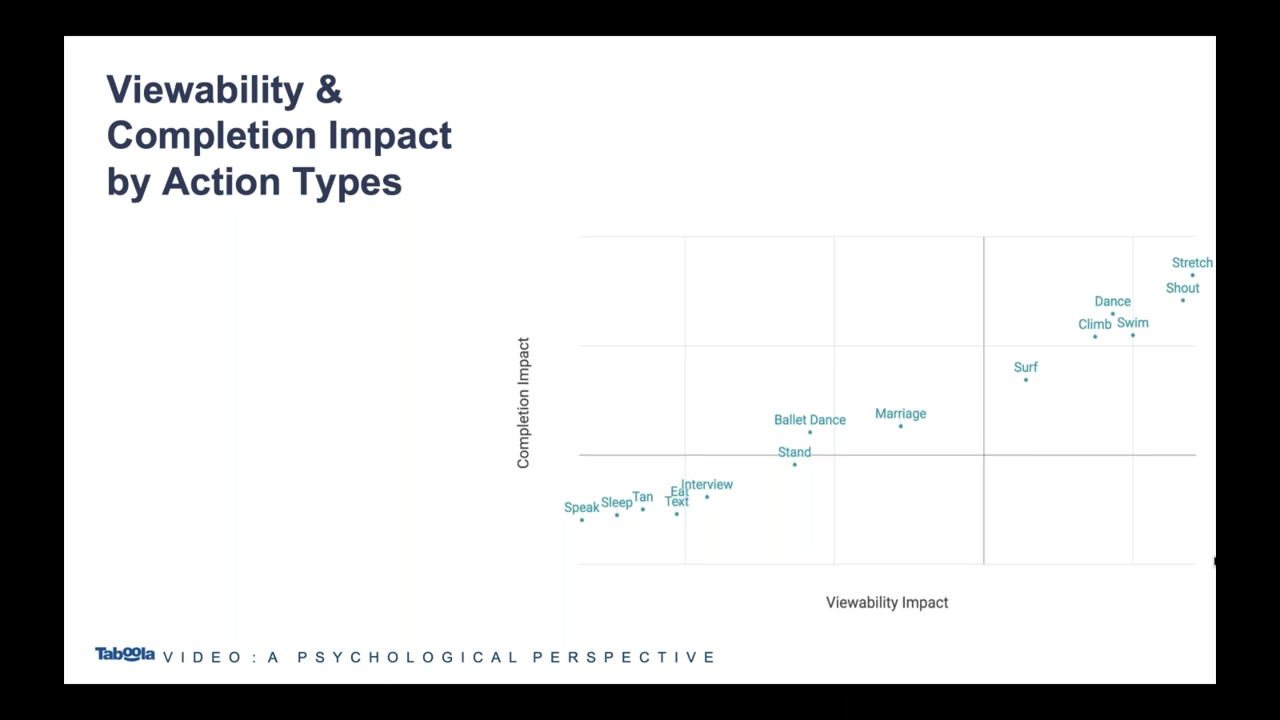 Viewability &
Completion Impact
by Action Types
Stretch
Shout
Dance
Climb Swim
Surf
Marriage
Ballet Dance
Stand
Interview
Eat
Text
Tan
Sleep
Speak
Completion Impact
Viewability Impact
Taboola VIDEO: A PSYCHOLOGICAL PERSPECTIVE